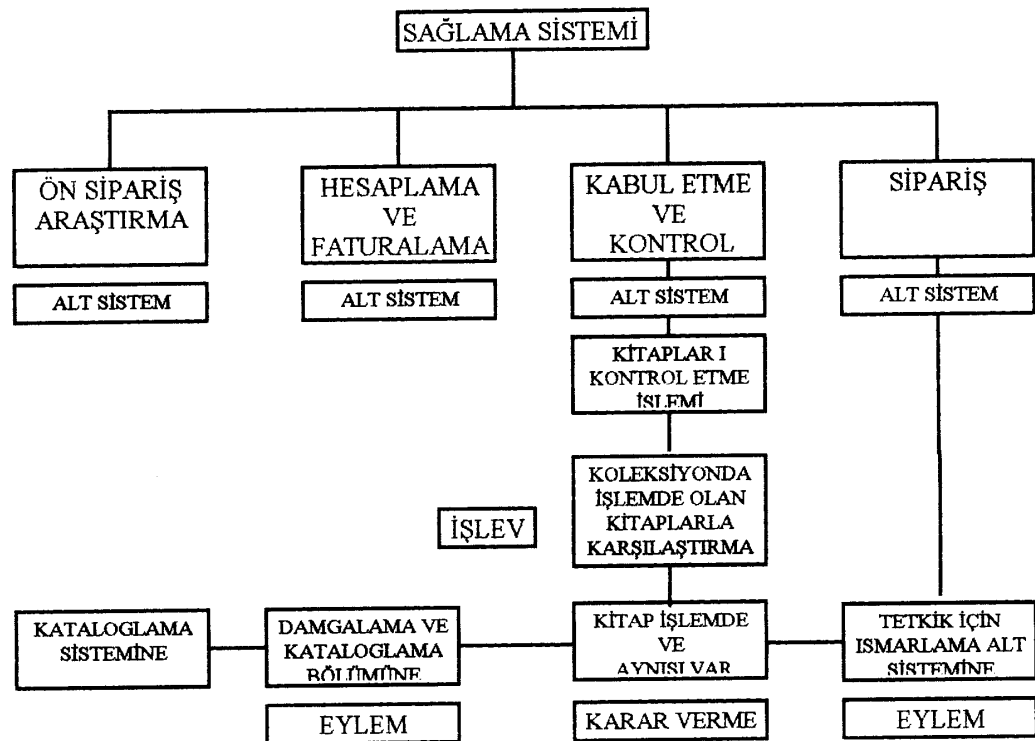 SAĞLAMA SİSTEMİ
ÖN SİPARİŞ
ARAŞTIRMA
HESAPLAMA
VE
FATURALAMA
KABUL ETME
VE
KONTROL
SİPARİŞ
ALT SİSTEM
ALT SİSTEM
ALT SİSTEM
ALT SİSTEM
KİTAPLAR I
KONTROL ETME
İŞLEMİ
KOLEKSİYONDA
İŞLEMDE OLAN
KİTAPLARLA
KARŞILAŞTIRMA
İŞLEV
KATALOGLAMA
SİSTEMİNE
DAMGALAMA VE
KATALOGLAMA
BÖLÜMÜNE
KİTAP İŞLEMDE
VE
AYNISI VAR
TETKİK İÇİN
ISMARLAMA ALT
SİSTEMİNE
EYLEM
KARAR VERME
EYLEM